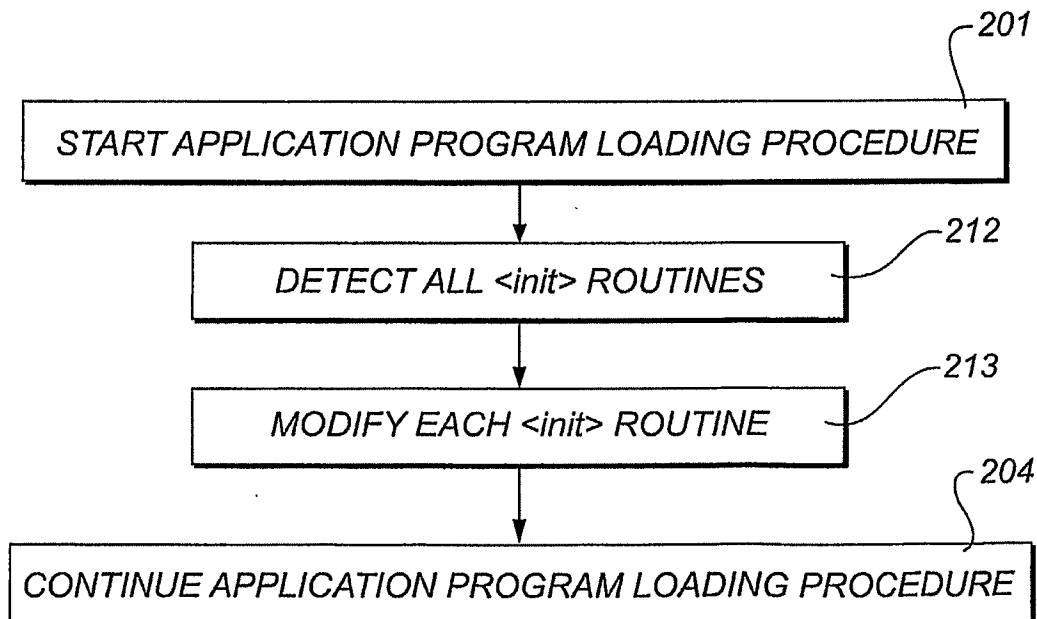 201
START APPLICATION PROGRAM LOADING PROCEDURE
212
DETECT ALL <init> ROUTINES
213
MODIFY EACH <init> ROUTINE
204
CONTINUE APPLICATION PROGRAM LOADING PROCEDURE